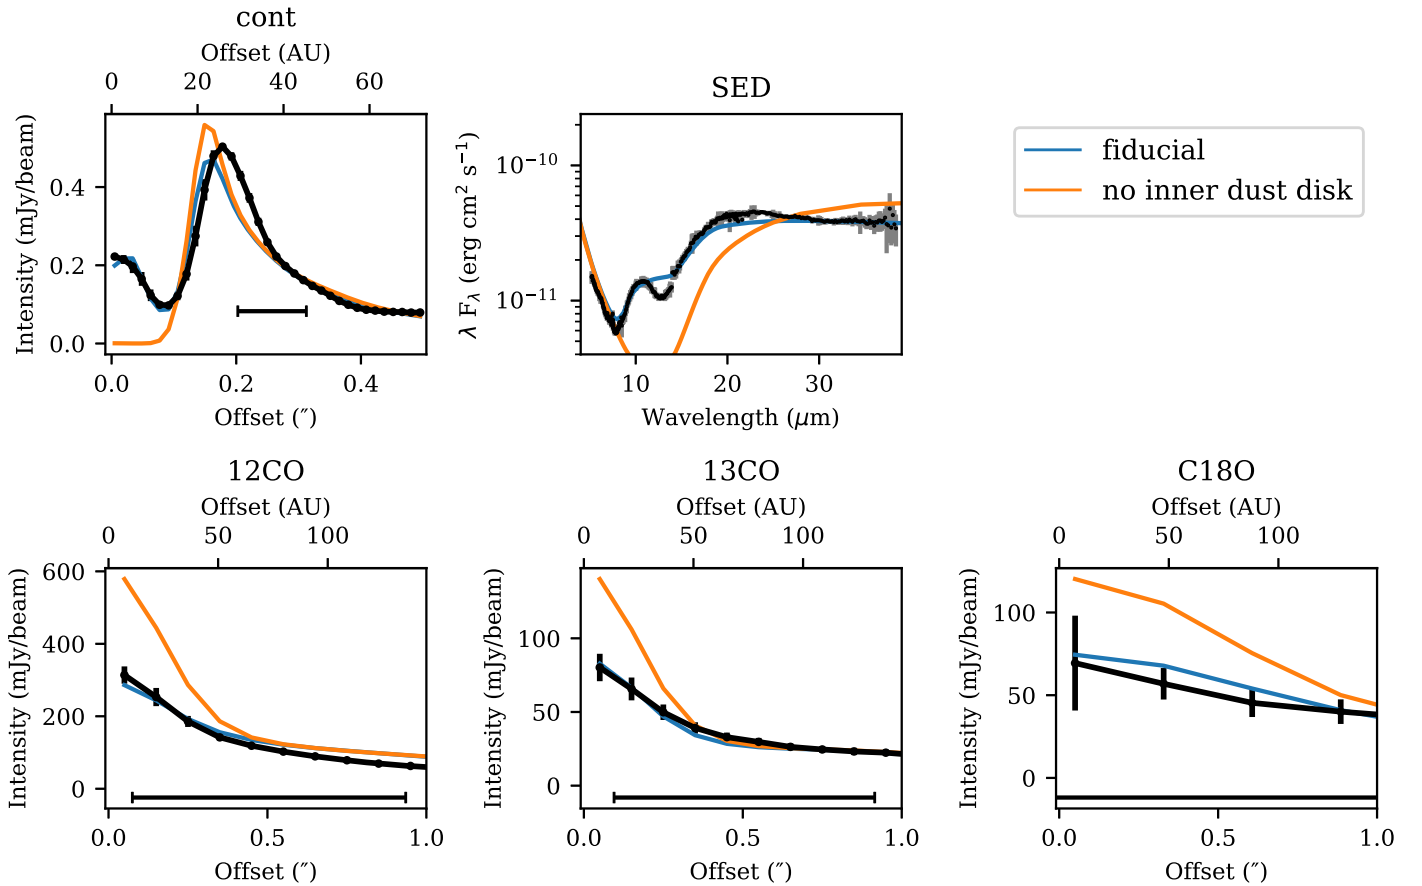 cont
Offset (AU)
0 20 40 60
Intensity (mJy/beam)
0.4
0.2
0.0
0.0 0.2 0.4
Offset (″)
SED
λ F_λ (erg cm² s⁻¹)
10⁻¹⁰
10⁻¹¹
10 20 30
Wavelength (μm)
fiducial
no inner dust disk
12CO
Offset (AU)
0 50 100
Intensity (mJy/beam)
600
400
200
0
0.0 0.5 1.0
Offset (″)
13CO
Offset (AU)
0 50 100
Intensity (mJy/beam)
100
50
0
0.0 0.5 1.0
Offset (″)
C18O
Offset (AU)
0 50 100
Intensity (mJy/beam)
100
50
0
0.0 0.5 1.0
Offset (″)